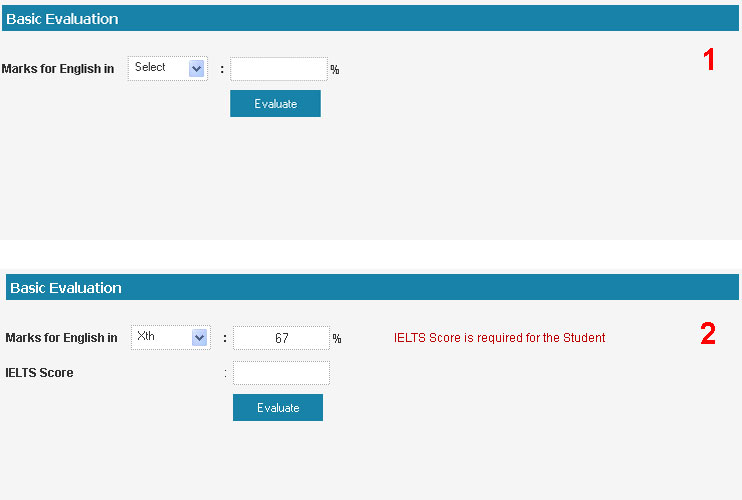 Basic Evaluation
1
Marks for English in Select : %
Evaluate
Basic Evaluation
2
Marks for English in Xth : 67 % IELTS Score is required for the Student
IELTS Score :
Evaluate